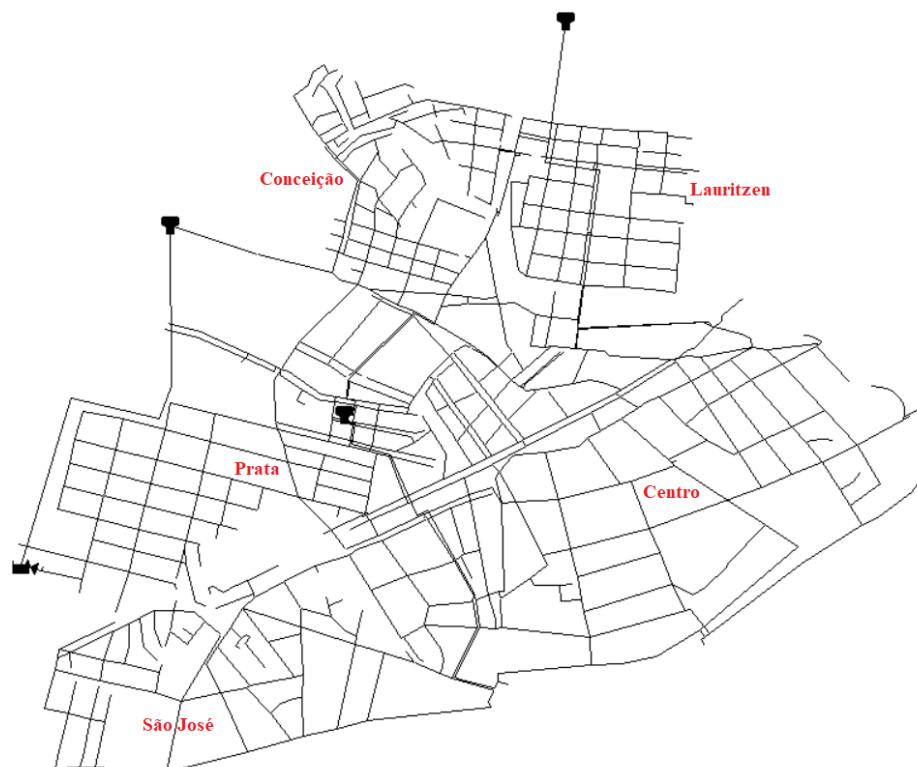 Conceição
Lauritzen
Prata
Centro
São José